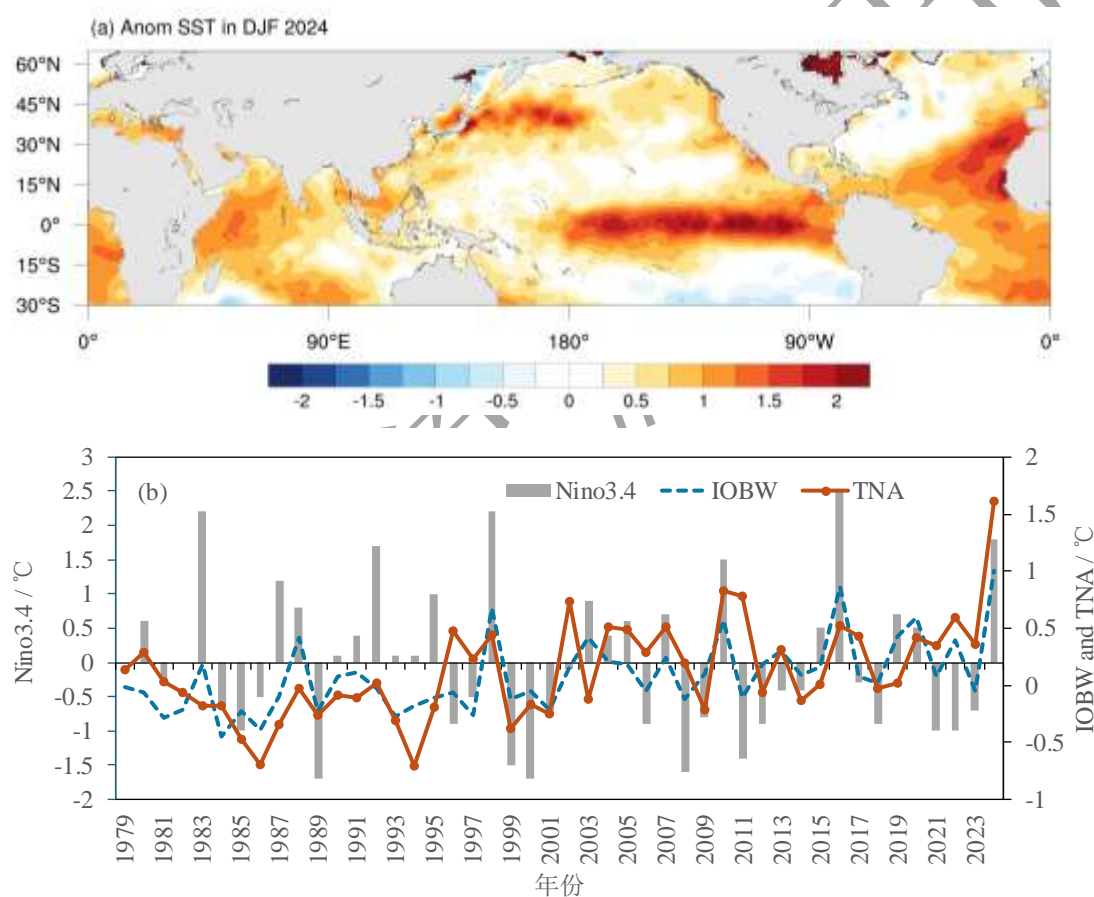 (a) Anom SST in DJF 2024
60°N
45°N
30°N
15°N
0°
15°S
30°S
0° 90°E 180° 90°W 0°
-2 -1.5 -1 -0.5 0 0.5 1 1.5 2
(b)
Nino3.4 IOBW TNA
Nino3.4 / ℃
3
2.5
2
1.5
1
0.5
0
-0.5
-1
-1.5
-2
2
1.5
1
0.5
0
-0.5
-1
IOBW and TNA / ℃
1979 1981 1983 1985 1987 1989 1991 1993 1995 1997 1999 2001 2003 2005 2007 2009 2011 2013 2015 2017 2019 2021 2023
年份